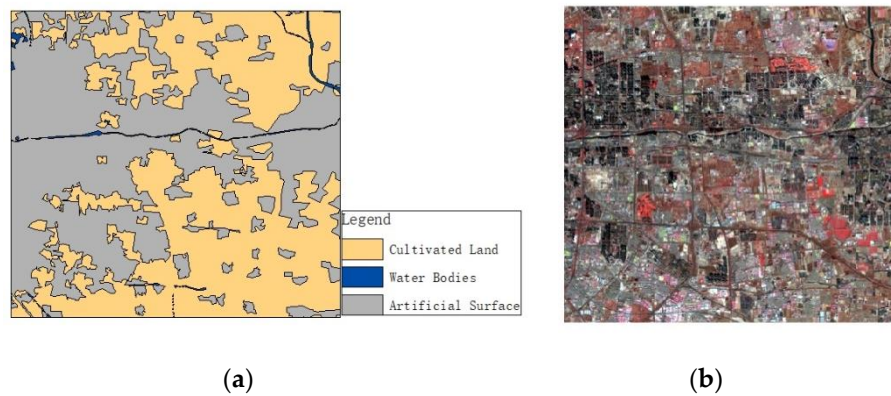 Legend
Cultivated Land
Water Bodies
Artificial Surface
(a)
(b)